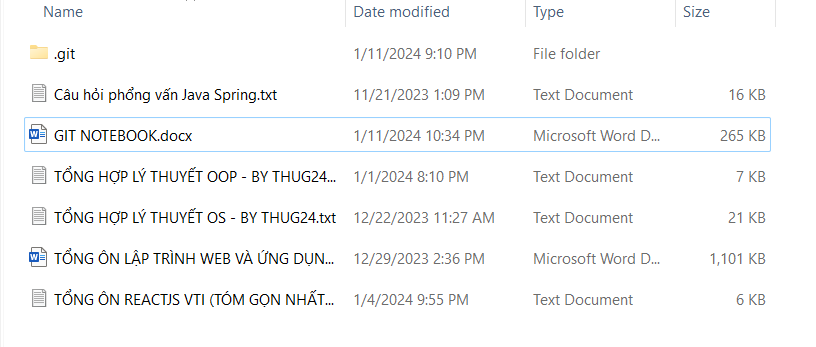 Name Date modified Type Size
.git 1/11/2024 9:10 PM File folder
Câu hỏi phổng vấn Java Spring.txt 11/21/2023 1:09 PM Text Document 16 KB
GIT NOTEBOOK.docx 1/11/2024 10:34 PM Microsoft Word D... 265 KB
TỔNG HỢP LÝ THUYẾT OOP - BY THUG24... 1/1/2024 8:10 PM Text Document 7 KB
TỔNG HỢP LÝ THUYẾT OS - BY THUG24.txt 12/22/2023 11:27 AM Text Document 21 KB
TỔNG ÔN LẬP TRÌNH WEB VÀ ỨNG DỤN... 12/29/2023 2:36 PM Microsoft Word D... 1,101 KB
TỔNG ÔN REACTJS VTI (TÓM GỌN NHẤT... 1/4/2024 9:55 PM Text Document 6 KB